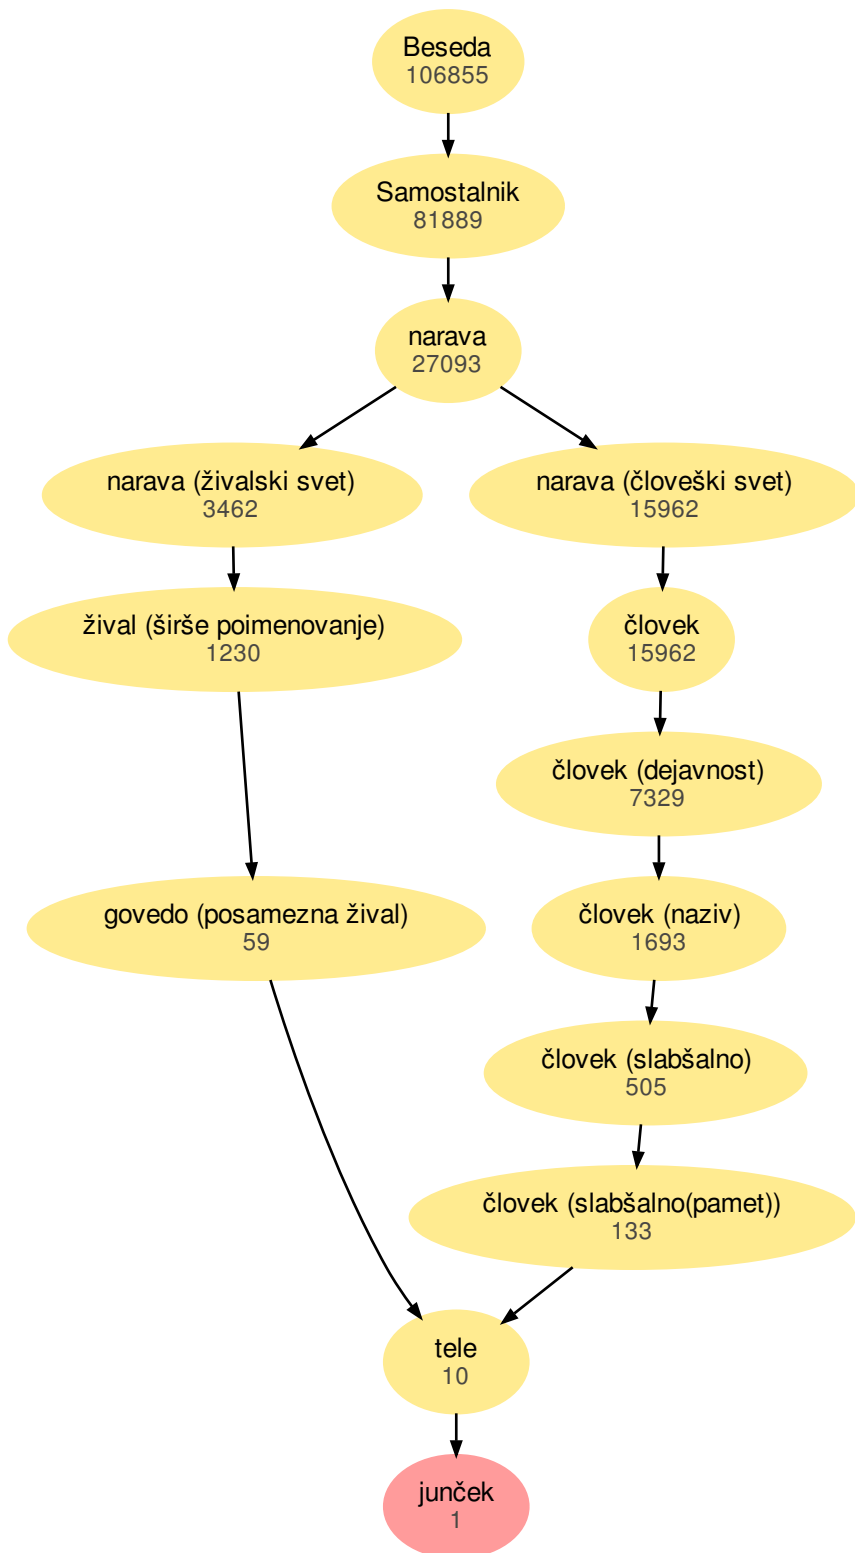 Beseda
106855
Samostalnik
81889
narava
27093
narava (živalski svet)
3462
narava (človeški svet)
15962
žival (širše poimenovanje)
1230
človek
15962
človek (dejavnost)
7329
govedo (posamezna žival)
59
človek (naziv)
1693
človek (slabšalno)
505
človek (slabšalno(pamet))
133
tele
10
junček
1